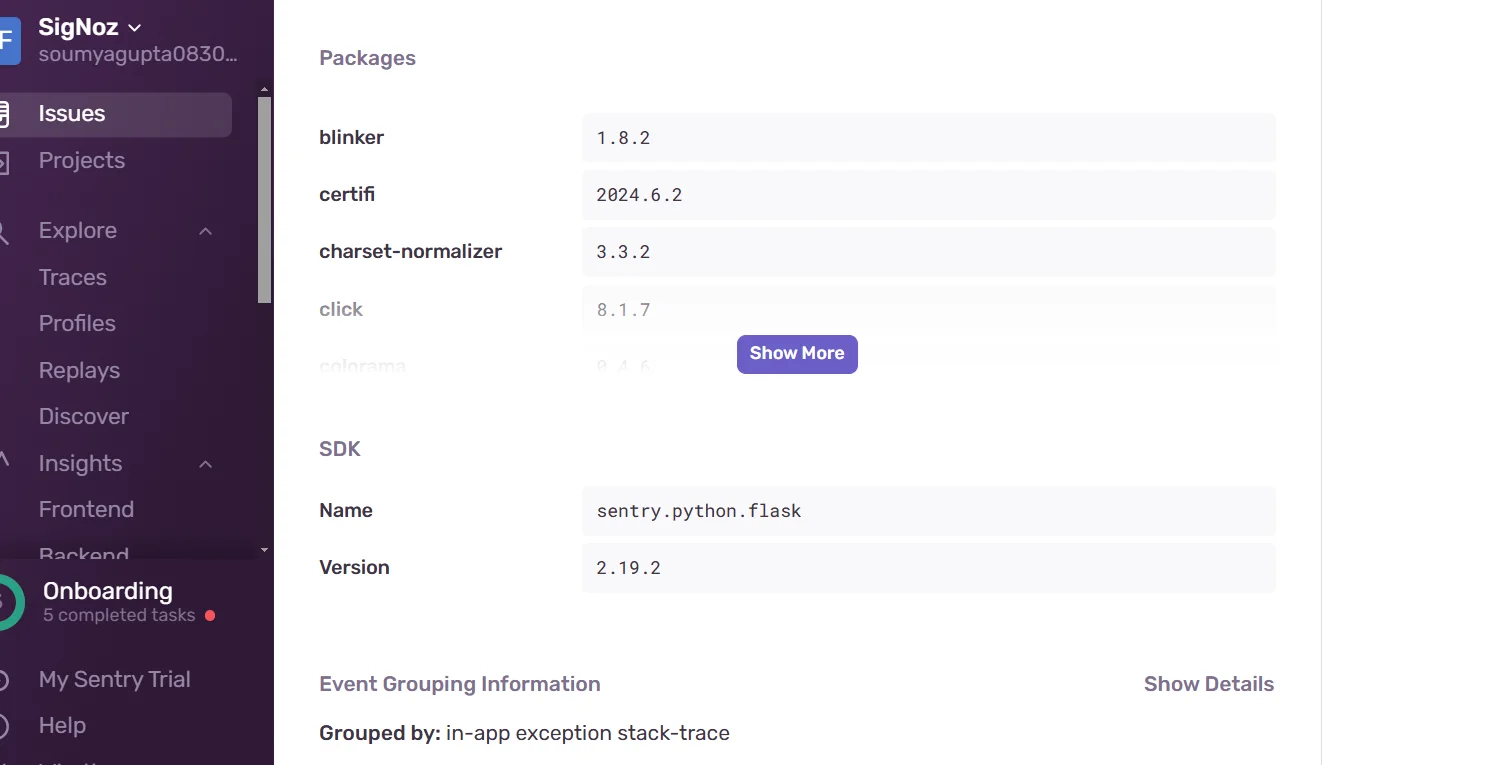 F
SigNoz
soumyagupta0830...
Issues
Projects
Explore
Traces
Profiles
Replays
Discover
Insights
Frontend
Backend
Onboarding
5 completed tasks
My Sentry Trial
Help
Packages
blinker 1.8.2
certifi 2024.6.2
charset-normalizer 3.3.2
click 8.1.7
colorama 0.4.6
Show More
SDK
Name sentry.python.flask
Version 2.19.2
Event Grouping Information Show Details
Grouped by: in-app exception stack-trace